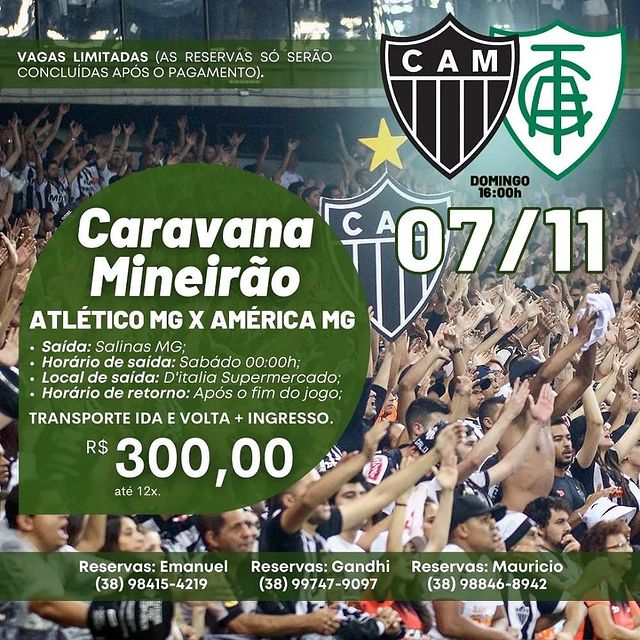 VAGAS LIMITADAS (AS RESERVAS SÓ SERÃO
CONCLUÍDAS APÓS O PAGAMENTO).
CAM
DOMINGO
16:00h
07/11
Caravana
Mineirão
ATLÉTICO MG X AMÉRICA MG
• Saída: Salinas MG;
• Horário de saída: Sabádo 00:00h;
• Local de saída: D'italia Supermercado;
• Horário de retorno: Após o fim do jogo;
TRANSPORTE IDA E VOLTA + INGRESSO.
R$ 300,00
até 12x.
Reservas: Emanuel
(38) 98415-4219
Reservas: Gandhi
(38) 99747-9097
Reservas: Mauricio
(38) 98846-8942